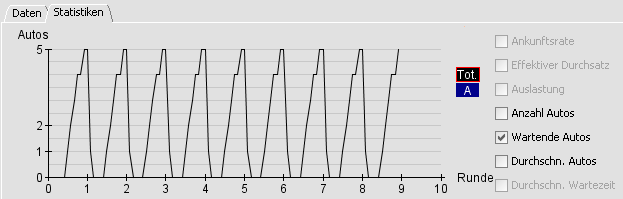 Daten Statistiken
Autos
5
2
1
0
0 1 2 3 4 5 6 7 8 9 10
Runde
Tot.
A
Ankunftsrate
Effektiver Durchsatz
Auslastung
Anzahl Autos
Wartende Autos
Durchschn. Autos
Durchschn. Wartezeit